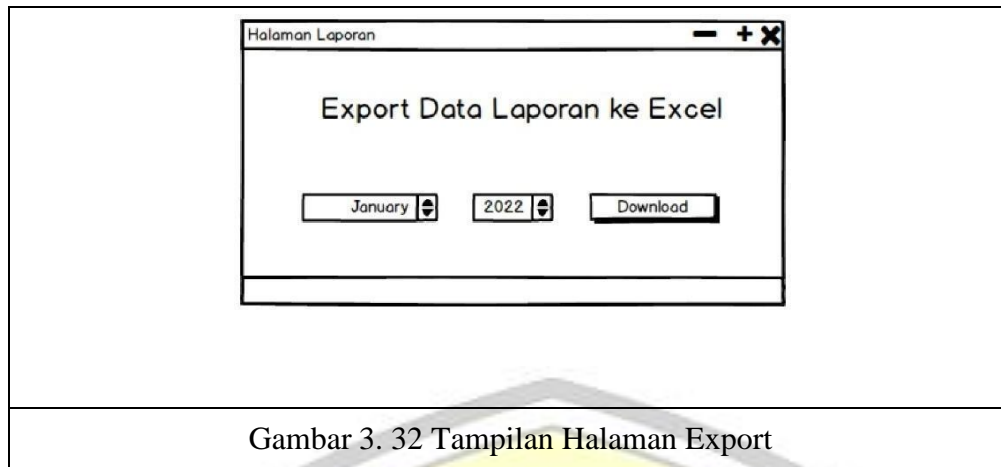 Halaman Laporan
Export Data Laporan ke Excel
January 2022 Download
Gambar 3. 32 Tampilan Halaman Export